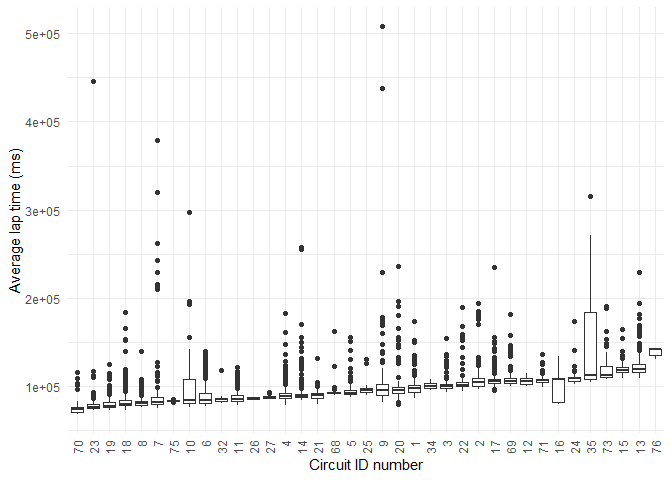 5e+05
4e+05
3e+05
2e+05
1e+05
Average lap time (ms)
70 23 19 18 8 7 75 10 6 32 11 26 27 4 14 21 68 5 25 9 20 1 34 3 22 2 17 69 12 71 16 24 35 73 15 13 76
Circuit ID number